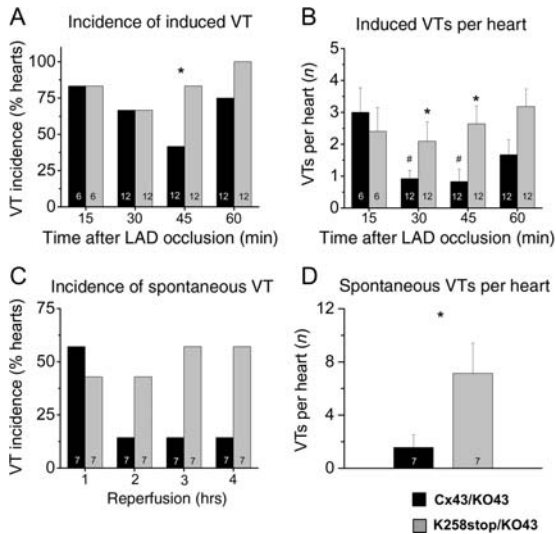 A Incidence of induced VT
VT incidence (% hearts)
100
75
50
25
0
*
6 6 12 12 12 12 12 12
15 30 45 60
Time after LAD occlusion (min)
B Induced VTs per heart
VTs per heart (n)
5
4
3
2
1
0
# * # *
6 6 12 12 12 12 12 12
15 30 45 60
Time after LAD occlusion (min)
C Incidence of spontaneous VT
VT incidence (% hearts)
75
50
25
0
7 7 7 7 7 7 7 7
1 2 3 4
Reperfusion (hrs)
D Spontaneous VTs per heart
VTs per heart (n)
12
8
4
0
*
7 7
Cx43/KO43
K258stop/KO43